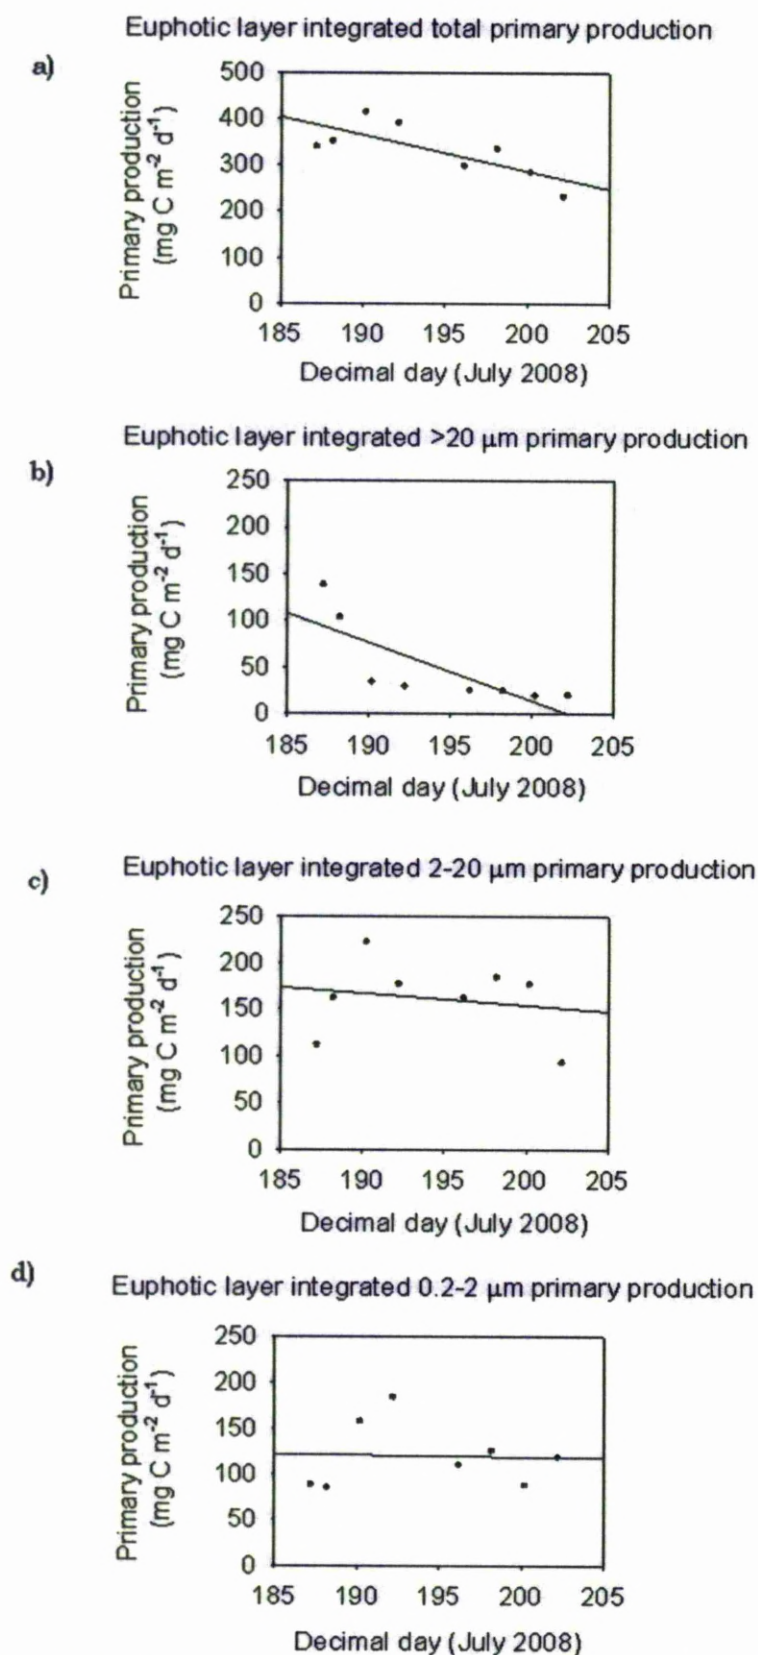 Euphotic layer integrated total primary production
a)
Primary production
(mg C m⁻² d⁻¹)
500
400
300
200
100
0
185 190 195 200 205
Decimal day (July 2008)
Euphotic layer integrated >20 µm primary production
b)
Primary production
(mg C m⁻² d⁻¹)
250
200
150
100
50
0
185 190 195 200 205
Decimal day (July 2008)
Euphotic layer integrated 2-20 µm primary production
c)
Primary production
(mg C m⁻² d⁻¹)
250
200
150
100
50
0
185 190 195 200 205
Decimal day (July 2008)
d)
Euphotic layer integrated 0.2-2 µm primary production
Primary production
(mg C m⁻² d⁻¹)
250
200
150
100
50
0
185 190 195 200 205
Decimal day (July 2008)